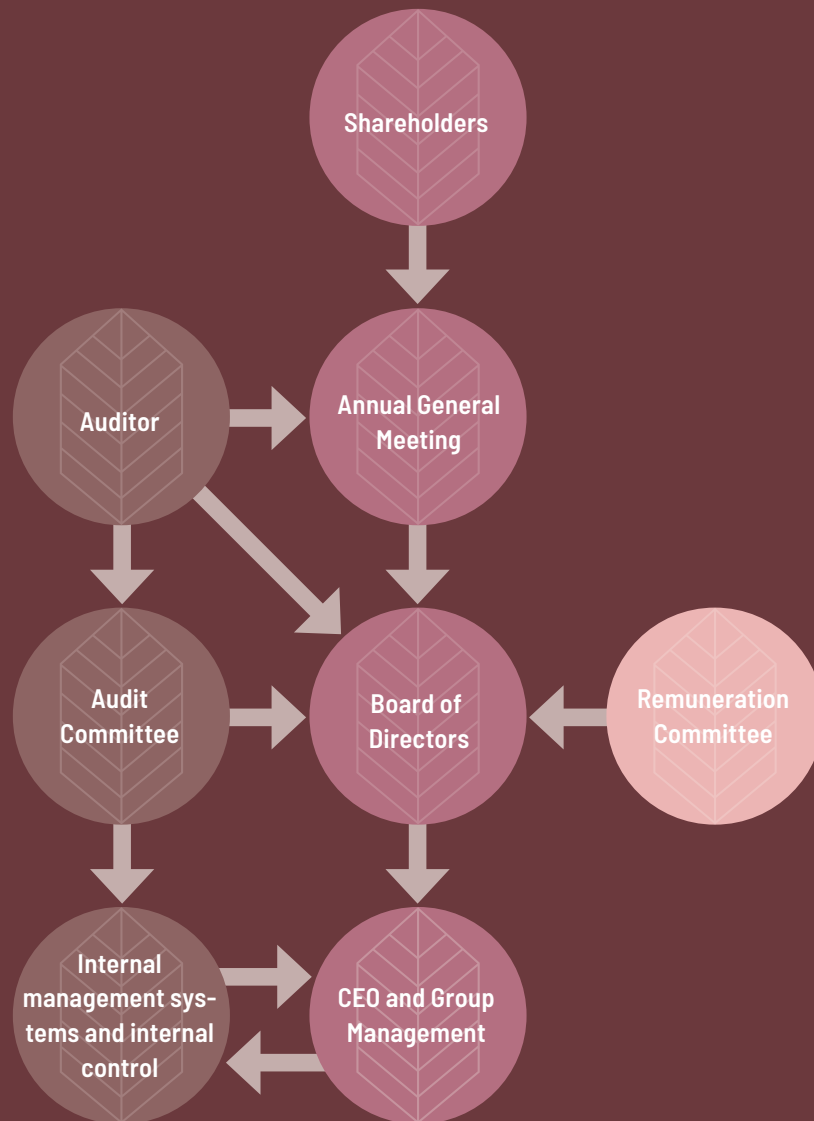 Shareholders
Auditor
Annual General
Meeting
Audit
Committee
Board of
Directors
Remuneration
Committee
Internal
management sys-
tems and internal
control
CEO and Group
Management